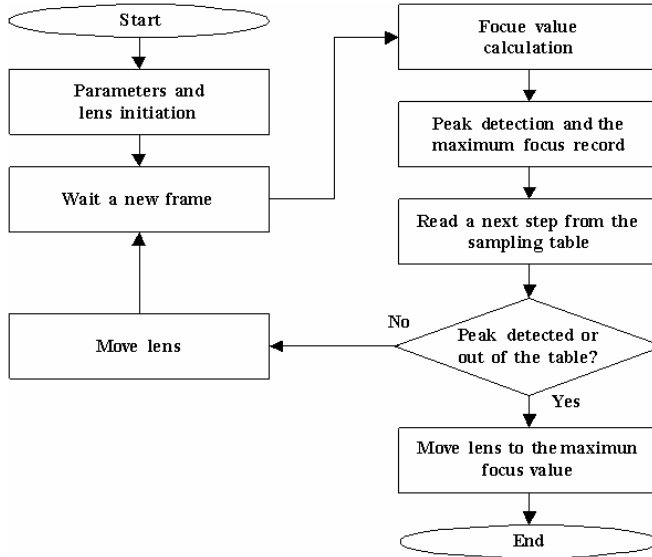 Start
Parameters and
lens initiation
Wait a new frame
Focue value
calculation
Peak detection and the
maximum focus record
Read a next step from the
sampling table
Peak detected or
out of the table?
No
Move lens
Yes
Move lens to the maximun
focus value
End